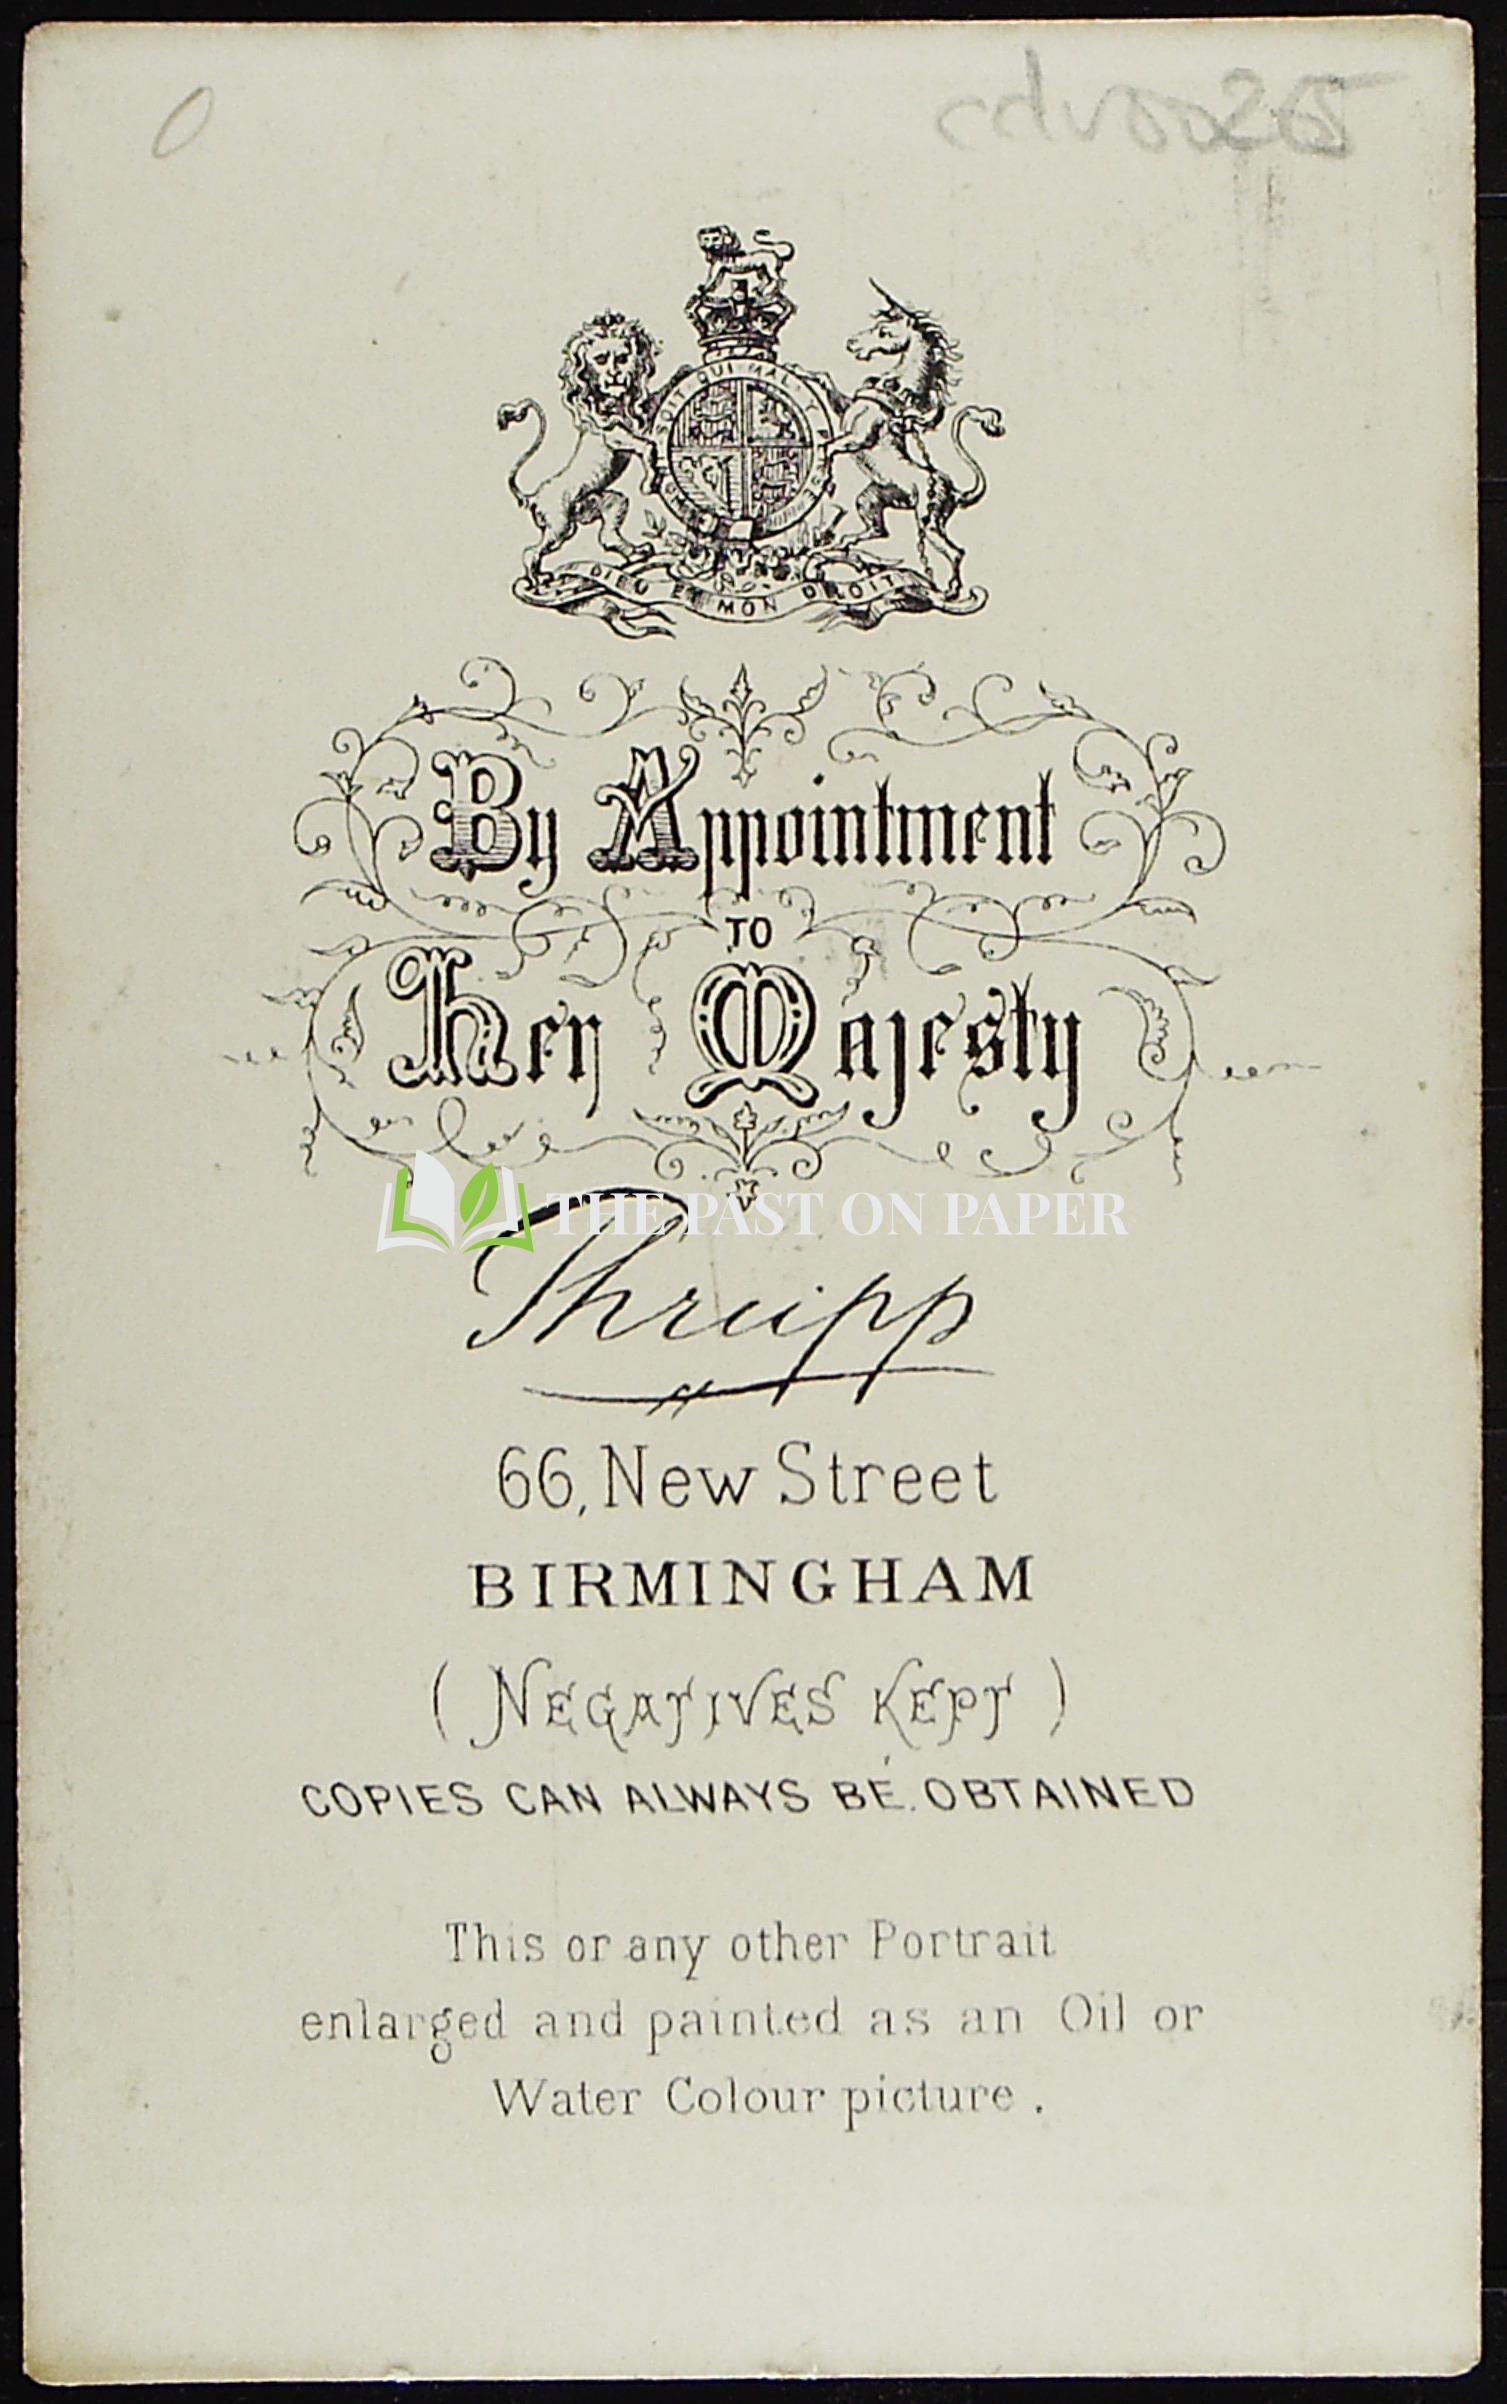 O
cdv00265
SOIT QUI MAL Y PENSE
DIEU ET MON DROIT
By Appointment
TO
Her Majesty
THE PAST ON PAPER
Thrupp
66, New Street
BIRMINGHAM
( NEGATIVES KEPT )
COPIES CAN ALWAYS BE OBTAINED
This or any other Portrait
enlarged and painted as an Oil or
Water Colour picture .